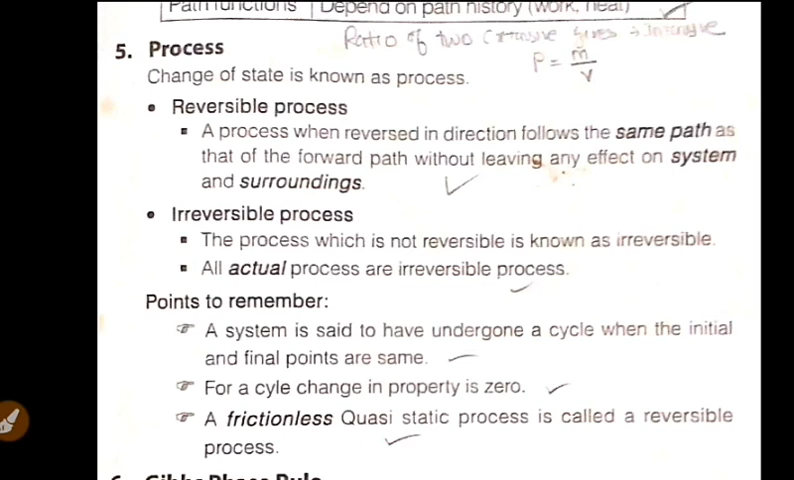 Path functions | Depend on path history (work, heat)
Ratio of two Extensive gives → Intensive
5. Process
ρ = m/V
Change of state is known as process.
• Reversible process
▪ A process when reversed in direction follows the same path as
that of the forward path without leaving any effect on system
and surroundings.
• Irreversible process
▪ The process which is not reversible is known as irreversible.
▪ All actual process are irreversible process.
Points to remember:
☞ A system is said to have undergone a cycle when the initial
and final points are same.
☞ For a cyle change in property is zero.
☞ A frictionless Quasi static process is called a reversible
process.
6. Gibbs Phase Rule